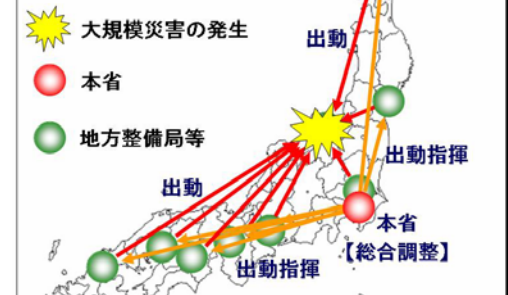 大規模災害の発生
本省
地方整備局等
出動
出動指揮
出動
本省
【総合調整】
出動指揮